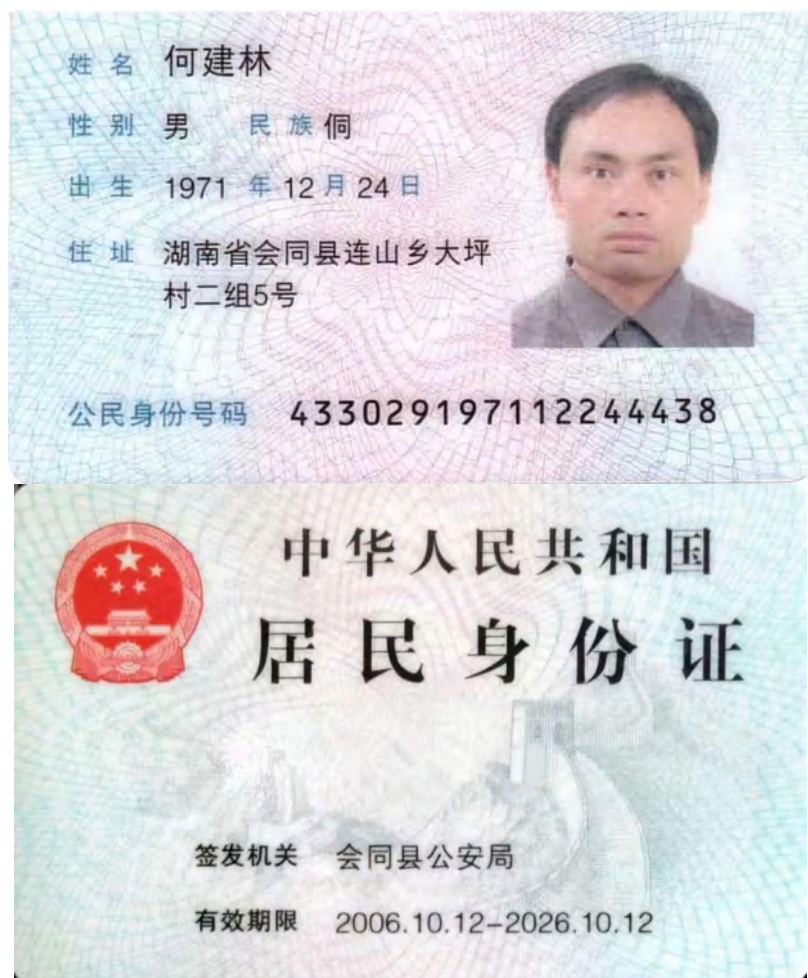 姓名 何建林
性别 男 民族 侗
出生 1971 年 12 月 24 日
住址 湖南省会同县连山乡大坪
村二组5号
公民身份号码 433029197112244438
中华人民共和国
居民身份证
签发机关 会同县公安局
有效期限 2006.10.12-2026.10.12